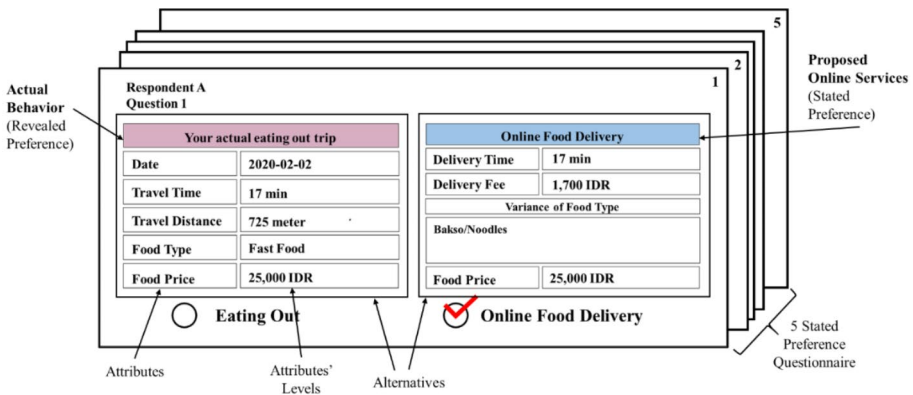 5
2
1
Actual
Behavior
(Revealed
Preference)
Proposed
Online Services
(Stated
Preference)
Respondent A
Question 1
Your actual eating out trip
Date 2020-02-02
Travel Time 17 min
Travel Distance 725 meter
Food Type Fast Food
Food Price 25,000 IDR
Online Food Delivery
Delivery Time 17 min
Delivery Fee 1,700 IDR
Variance of Food Type
Bakso/Noodles
Food Price 25,000 IDR
Eating Out
Online Food Delivery
Attributes
Attributes'
Levels
Alternatives
5 Stated
Preference
Questionnaire